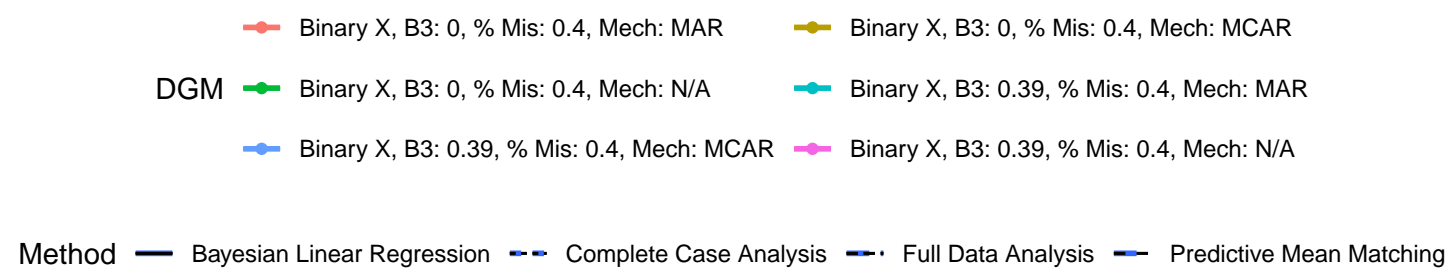 Binary X, B3: 0, % Mis: 0.4, Mech: MAR Binary X, B3: 0, % Mis: 0.4, Mech: MCAR
DGM Binary X, B3: 0, % Mis: 0.4, Mech: N/A Binary X, B3: 0.39, % Mis: 0.4, Mech: MAR
Binary X, B3: 0.39, % Mis: 0.4, Mech: MCAR Binary X, B3: 0.39, % Mis: 0.4, Mech: N/A
Method Bayesian Linear Regression Complete Case Analysis Full Data Analysis Predictive Mean Matching